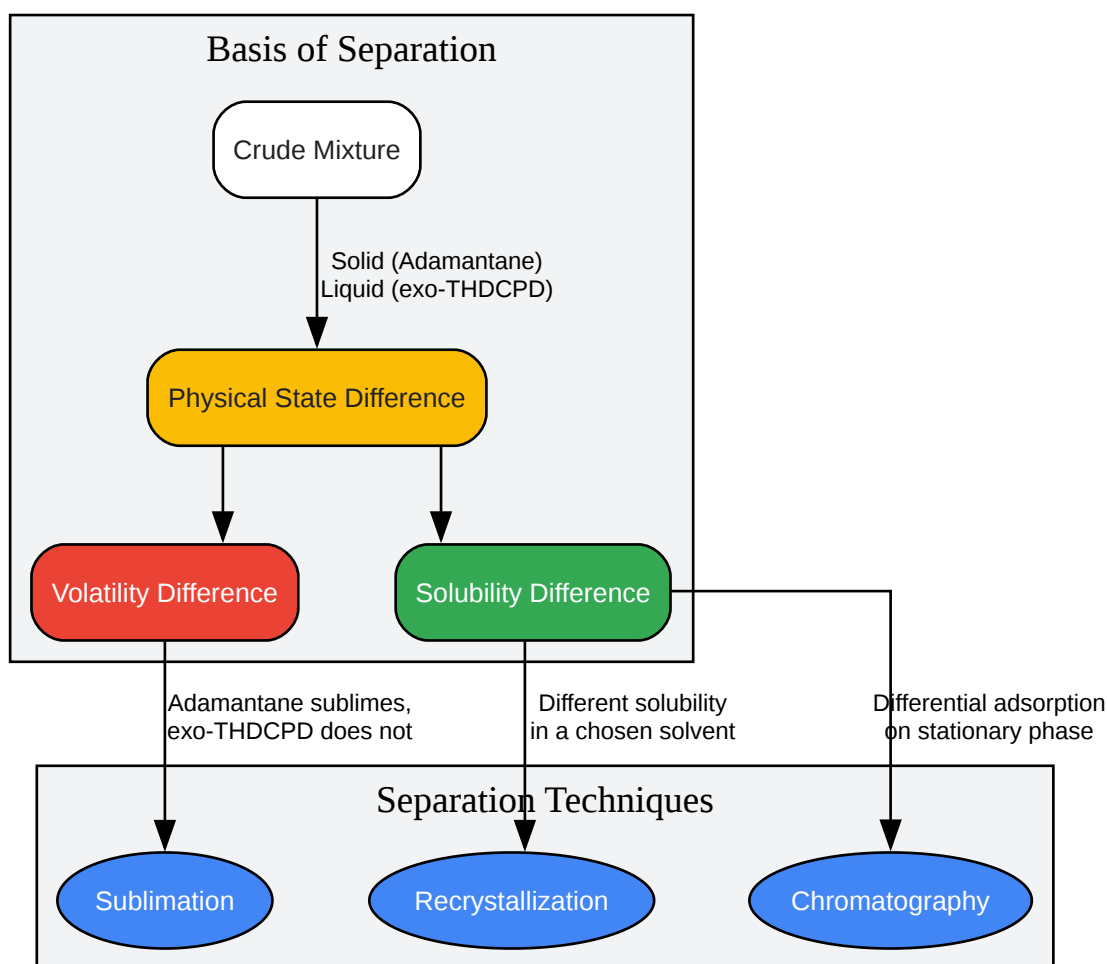 Basis of Separation
Crude Mixture
Solid (Adamantane)
Liquid (exo-THDCPD)
Physical State Difference
Volatility Difference
Solubility Difference
Adamantane sublimes,
exo-THDCPD does not
Different solubility
in a chosen solvent
Differential adsorption
on stationary phase
Separation Techniques
Sublimation
Recrystallization
Chromatography